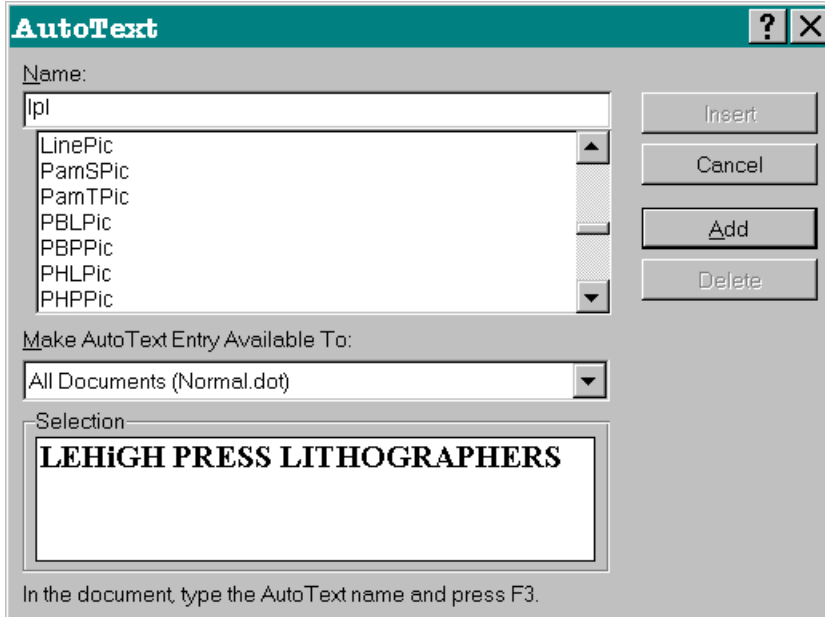 AutoText
?
Name:
lpl
Insert
LinePic
PamSPic
Cancel
PamTPic
PBLPic
Add
PBPPic
PHLPic
Delete
PHPPic
Make AutoText Entry Available To:
All Documents (Normal.dot)
Selection
LEHiGH PRESS LITHOGRAPHERS
In the document, type the AutoText name and press F3.